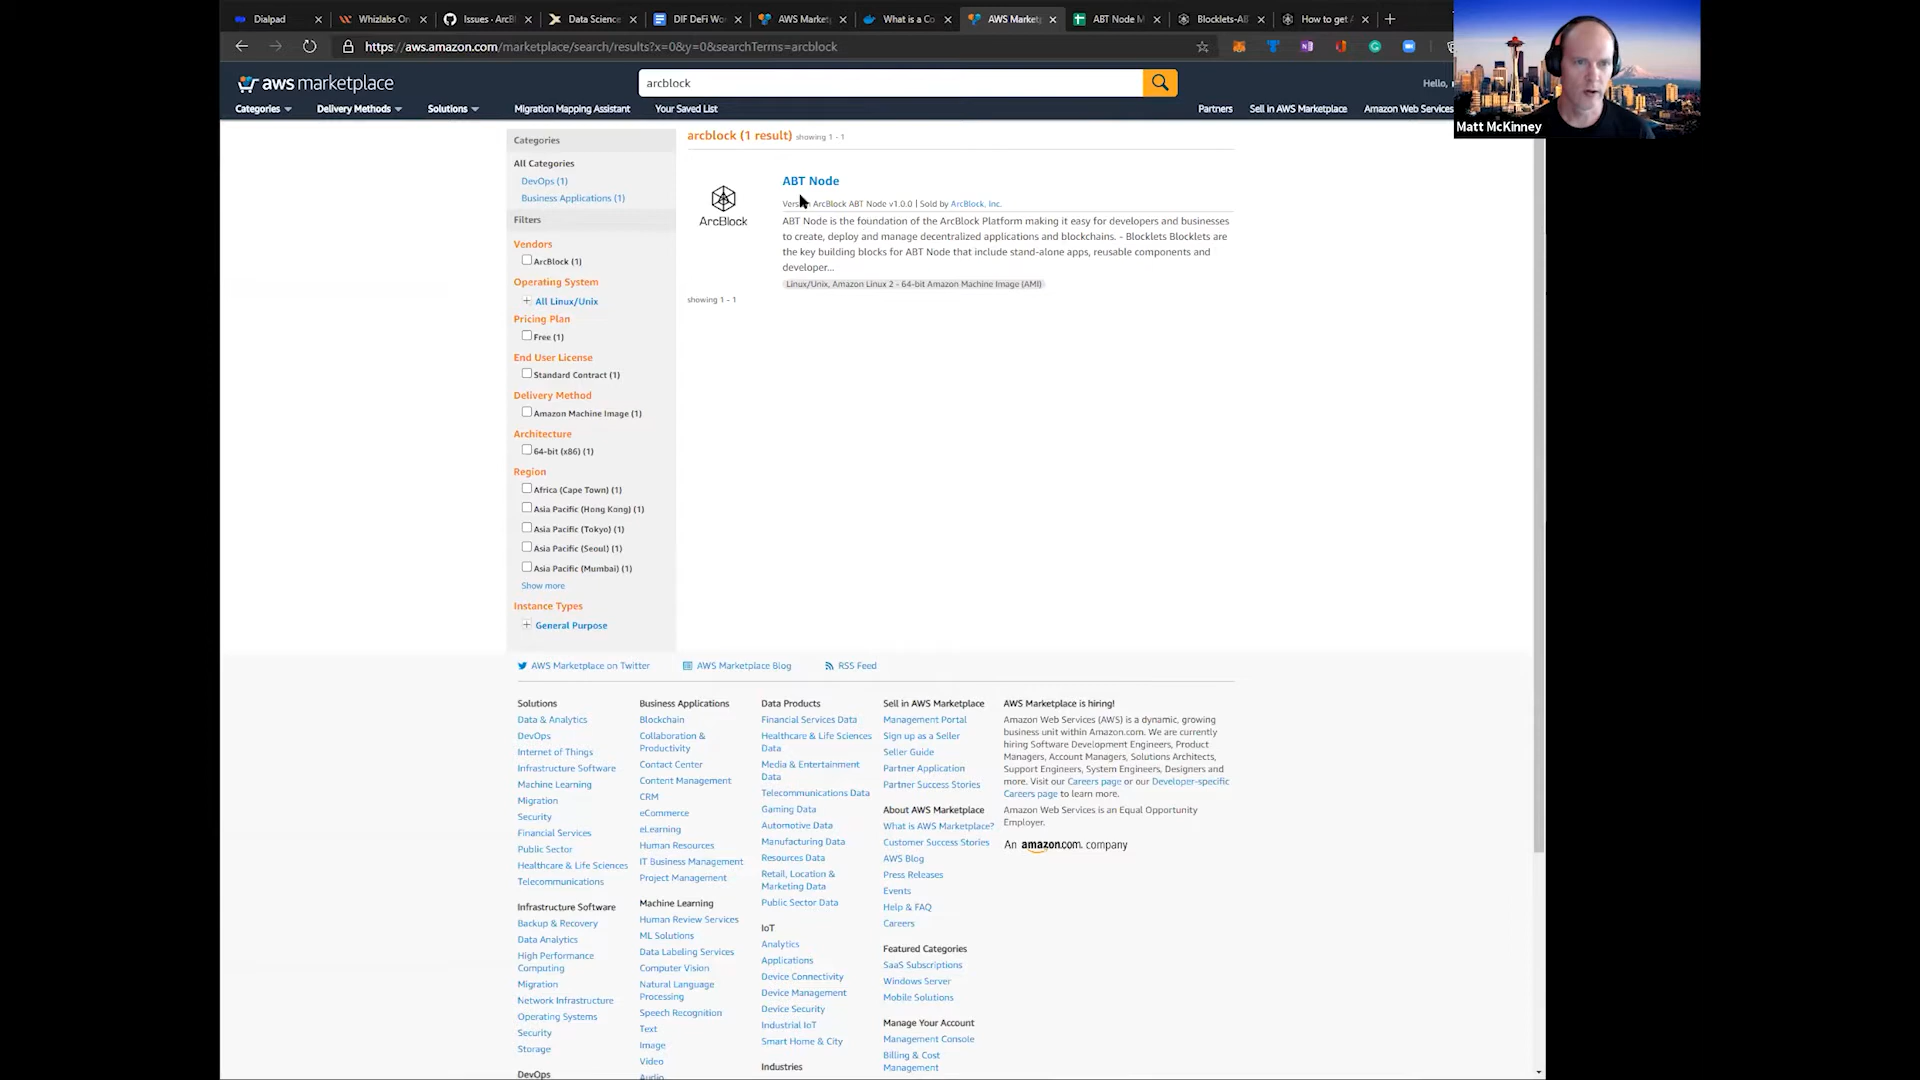 Dialpad
Whizlabs On
Issues · ArcBl
Data Science
DIF DeFi Wo
AWS Market
What is a Co
AWS Market
ABT Node M
Blocklets-AB
How to get A
https://aws.amazon.com/marketplace/search/results?x=0&y=0&searchTerms=arcblock
aws marketplace
arcblock
Hello,
Categories
Delivery Methods
Solutions
Migration Mapping Assistant
Your Saved List
Partners
Sell in AWS Marketplace
Amazon Web Services
Matt McKinney
Categories
All Categories
DevOps (1)
Business Applications (1)
Filters
Vendors
ArcBlock (1)
Operating System
All Linux/Unix
Pricing Plan
Free (1)
End User License
Standard Contract (1)
Delivery Method
Amazon Machine Image (1)
Architecture
64-bit (x86) (1)
Region
Africa (Cape Town) (1)
Asia Pacific (Hong Kong) (1)
Asia Pacific (Tokyo) (1)
Asia Pacific (Seoul) (1)
Asia Pacific (Mumbai) (1)
Show more
Instance Types
General Purpose
arcblock (1 result) showing 1 - 1
ArcBlock
ABT Node
ArcBlock ABT Node v1.0.0 | Sold by ArcBlock, Inc.
ABT Node is the foundation of the ArcBlock Platform making it easy for developers and businesses
to create, deploy and manage decentralized applications and blockchains. - Blocklets Blocklets are
the key building blocks for ABT Node that include stand-alone apps, reusable components and
developer...
Linux/Unix, Amazon Linux 2 - 64-bit Amazon Machine Image (AMI)
showing 1 - 1
AWS Marketplace on Twitter
AWS Marketplace Blog
RSS Feed
Solutions
Data & Analytics
DevOps
Internet of Things
Infrastructure Software
Machine Learning
Migration
Security
Financial Services
Public Sector
Healthcare & Life Sciences
Telecommunications
Infrastructure Software
Backup & Recovery
Data Analytics
High Performance
Computing
Migration
Network Infrastructure
Operating Systems
Security
Storage
DevOps
Business Applications
Blockchain
Collaboration &
Productivity
Contact Center
Content Management
CRM
eCommerce
eLearning
Human Resources
IT Business Management
Project Management
Machine Learning
Human Review Services
ML Solutions
Data Labeling Services
Computer Vision
Natural Language
Processing
Speech Recognition
Text
Image
Video
Audio
Data Products
Financial Services Data
Healthcare & Life Sciences
Data
Media & Entertainment
Data
Telecommunications Data
Gaming Data
Automotive Data
Manufacturing Data
Resources Data
Retail, Location &
Marketing Data
Public Sector Data
IoT
Analytics
Applications
Device Connectivity
Device Management
Device Security
Industrial IoT
Smart Home & City
Industries
Sell in AWS Marketplace
Management Portal
Sign up as a Seller
Seller Guide
Partner Application
Partner Success Stories
About AWS Marketplace
What is AWS Marketplace?
Customer Success Stories
AWS Blog
Press Releases
Events
Help & FAQ
Careers
Featured Categories
SaaS Subscriptions
Windows Server
Mobile Solutions
Manage Your Account
Management Console
Billing & Cost
Management
AWS Marketplace is hiring!
Amazon Web Services (AWS) is a dynamic, growing
business unit within Amazon.com. We are currently
hiring Software Development Engineers, Product
Managers, Account Managers, Solutions Architects,
Support Engineers, System Engineers, Designers and
more. Visit our Careers page or our Developer-specific
Careers page to learn more.
Amazon Web Services is an Equal Opportunity
Employer.
An amazon.com. company